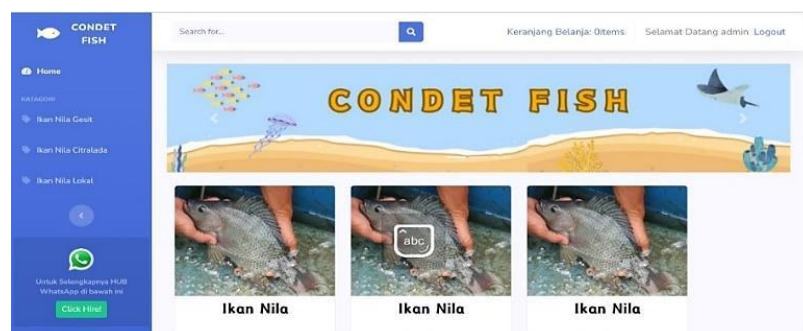 CONDET
FISH
Search for...
Keranjang Belanja: 0items
Selamat Datang admin Logout
Home
KATAGORI
Ikan Nila Gesit
Ikan Nila Citralada
Ikan Nila Lokal
Untuk Selengkapnya HUB
WhatsApp di bawah ini
Click Hire!
CONDET FISH
abc
Ikan Nila
Ikan Nila
Ikan Nila